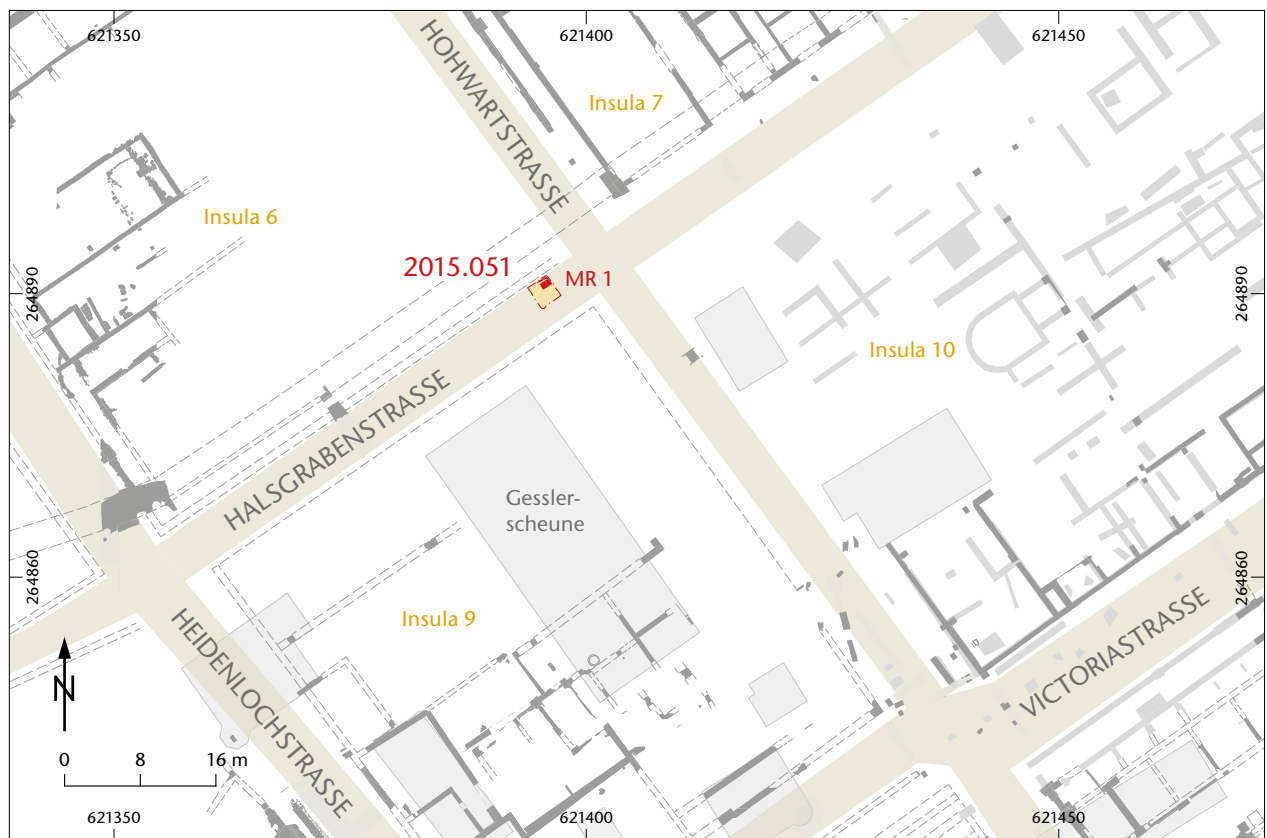 621350
621400
621450
HOHWARTSTRASSE
Insula 7
Insula 6
2015.051
MR 1
264890
264890
Insula 10
HALSGRABENSTRASSE
Gessler-
scheune
264860
264860
Insula 9
HEIDENLOCHSTRASSE
VICTORIASTRASSE
N
0 8 16 m
621350
621400
621450